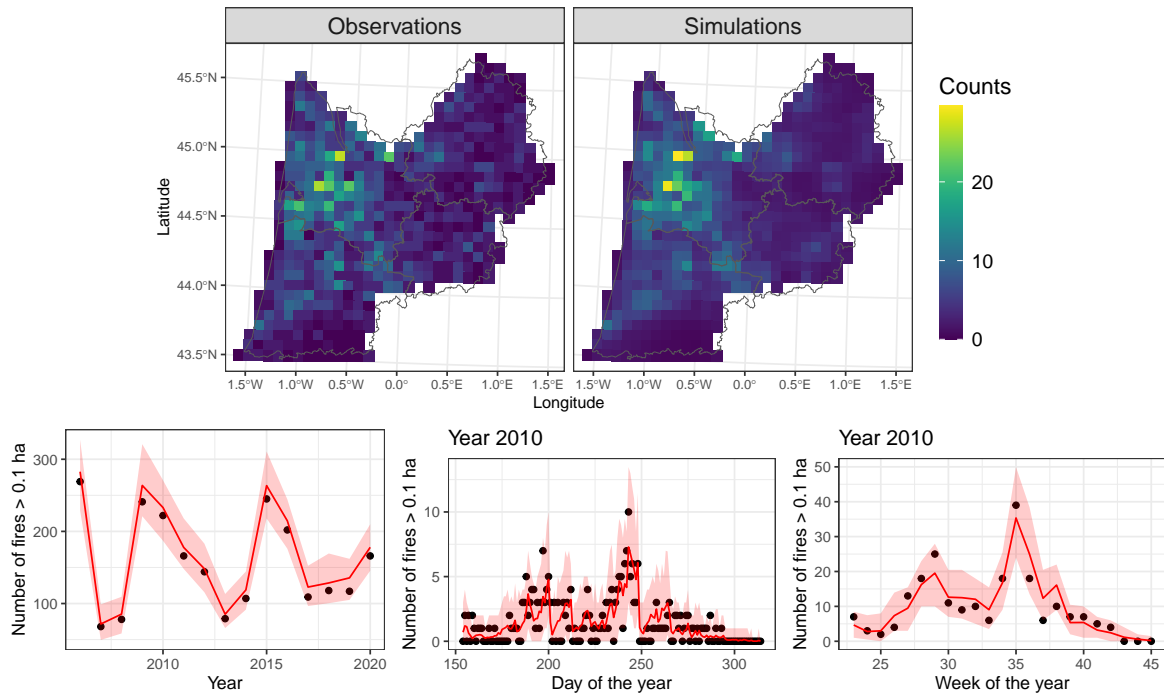 Observations
Simulations
45.5°N
45.0°N
44.5°N
44.0°N
43.5°N
Latitude
1.5°W 1.0°W 0.5°W 0.0° 0.5°E 1.0°E 1.5°E
1.5°W 1.0°W 0.5°W 0.0° 0.5°E 1.0°E 1.5°E
Longitude
Counts
20
10
0
Number of fires > 0.1 ha
300
200
100
2010 2015 2020
Year
Year 2010
Number of fires > 0.1 ha
10
5
0
150 200 250 300
Day of the year
Year 2010
Number of fires > 0.1 ha
50
40
30
20
10
0
25 30 35 40 45
Week of the year